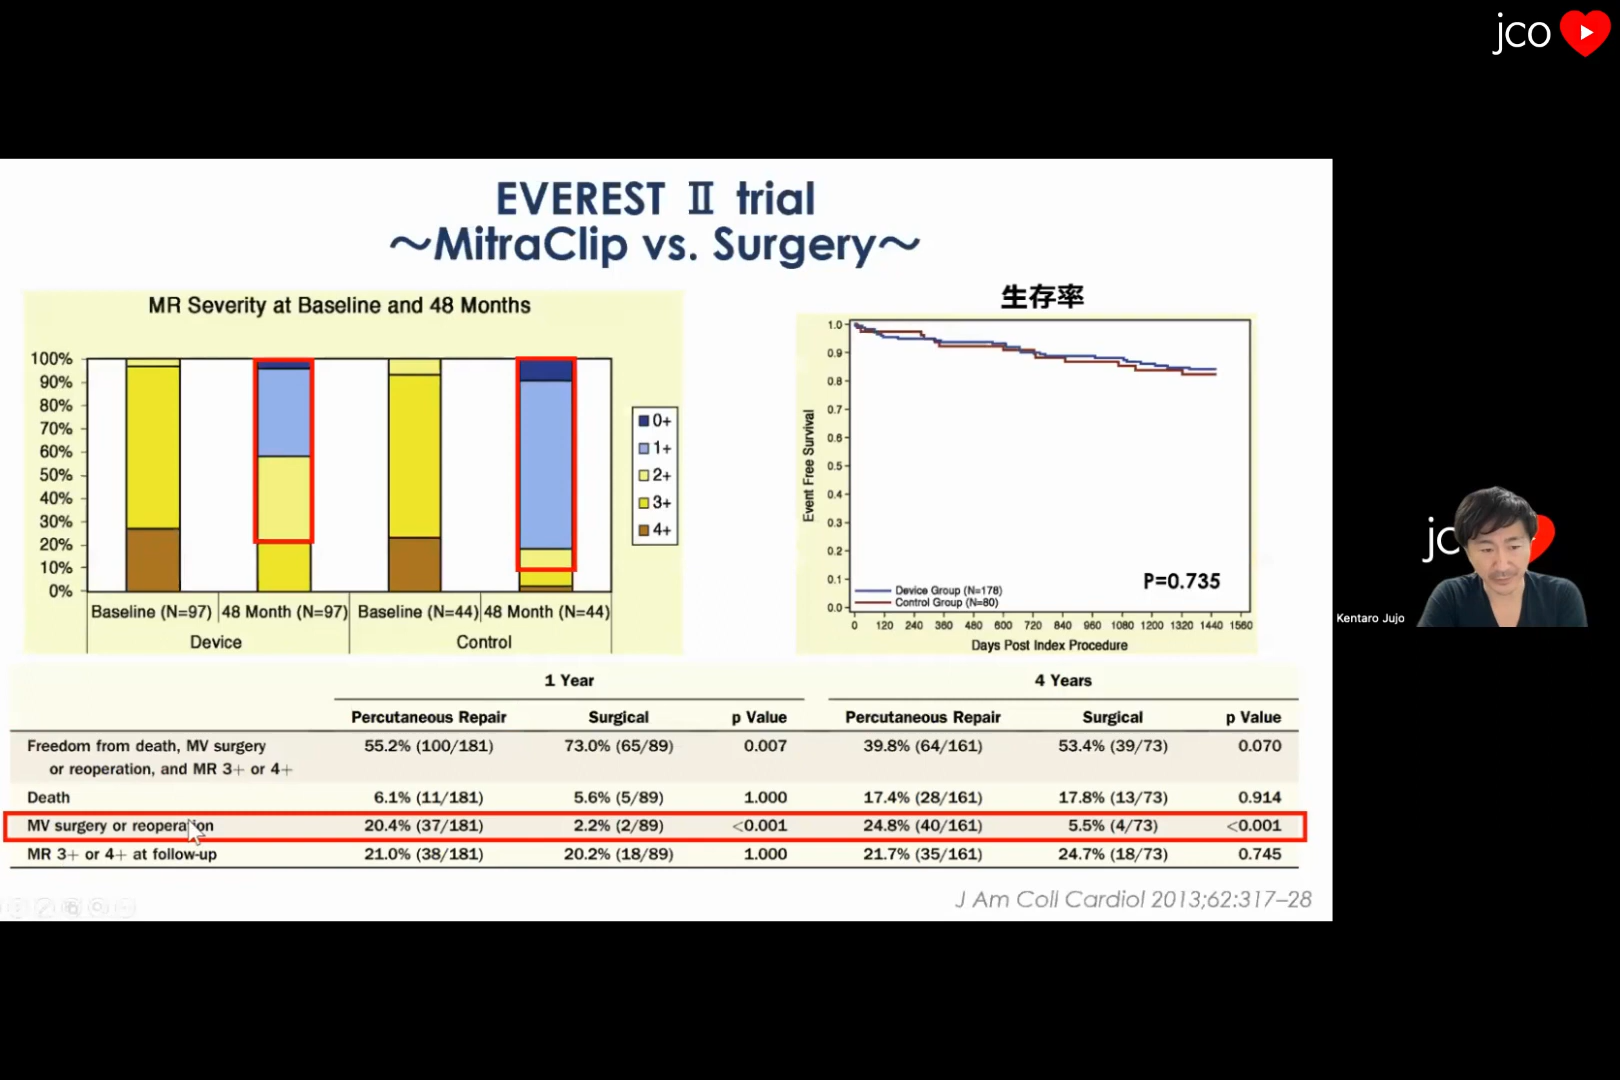 jco
EVEREST Ⅱ trial
～MitraClip vs. Surgery～
MR Severity at Baseline and 48 Months
100%
90%
80%
70%
60%
50%
40%
30%
20%
10%
0%
0+
1+
2+
3+
4+
Baseline (N=97) 48 Month (N=97) Baseline (N=44) 48 Month (N=44)
Device Control
生存率
Event Free Survival
1.0
0.9
0.8
0.7
0.6
0.5
0.4
0.3
0.2
0.1
0.0
P=0.735
Device Group (N=178)
Control Group (N=80)
0 120 240 360 480 600 720 840 960 1080 1200 1320 1440 1560
Days Post Index Procedure
jc
Kentaro Jujo
1 Year 4 Years
Percutaneous Repair Surgical p Value Percutaneous Repair Surgical p Value
Freedom from death, MV surgery 55.2% (100/181) 73.0% (65/89) 0.007 39.8% (64/161) 53.4% (39/73) 0.070
or reoperation, and MR 3+ or 4+
Death 6.1% (11/181) 5.6% (5/89) 1.000 17.4% (28/161) 17.8% (13/73) 0.914
MV surgery or reoperation 20.4% (37/181) 2.2% (2/89) <0.001 24.8% (40/161) 5.5% (4/73) <0.001
MR 3+ or 4+ at follow-up 21.0% (38/181) 20.2% (18/89) 1.000 21.7% (35/161) 24.7% (18/73) 0.745
J Am Coll Cardiol 2013;62:317–28